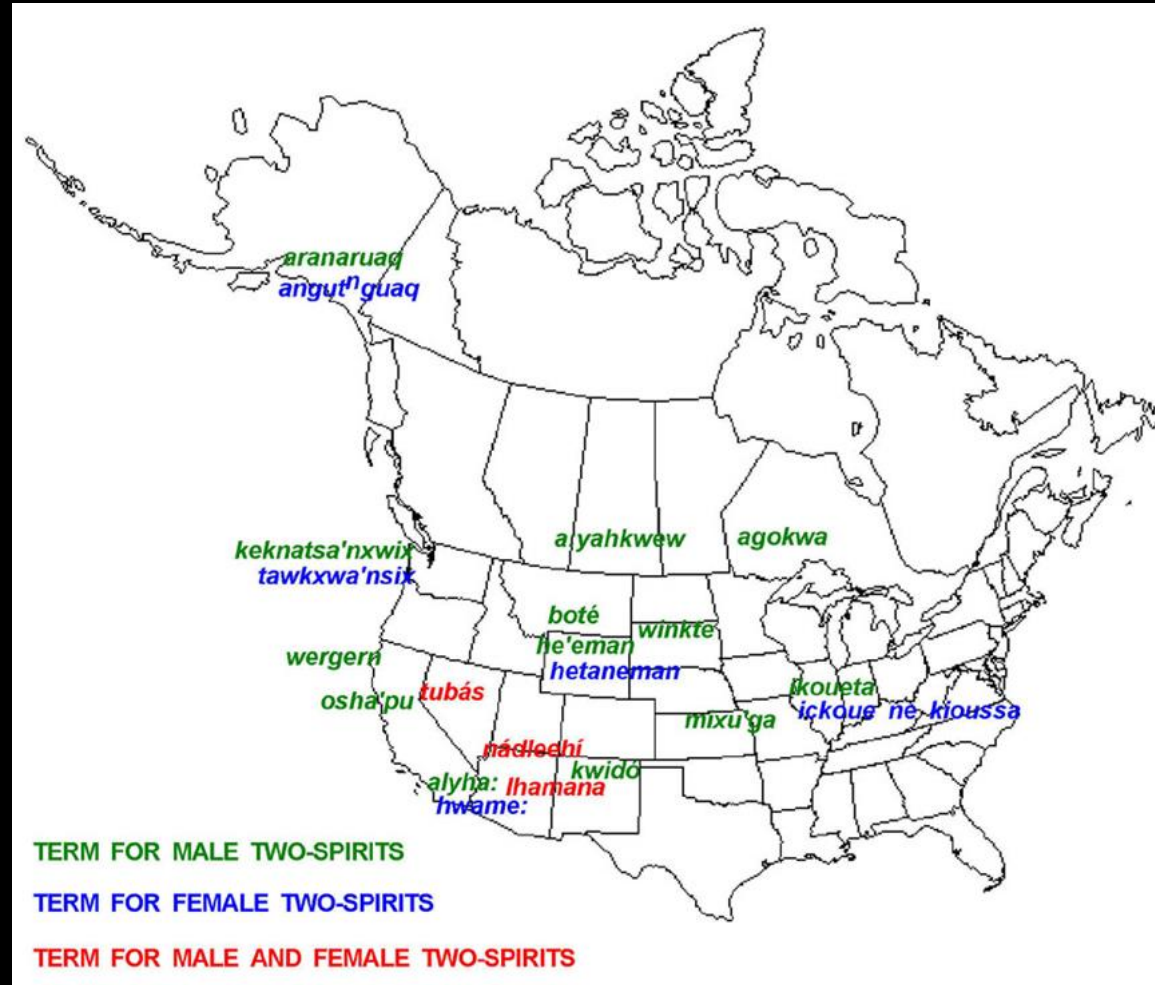 aranaruaq
angutⁿguaq
a:yahkwew
agokwa
keknatsa'nxwix
tawkxwa'nsix
boté
winkte
he'eman
hetaneman
wergern
osha'pu
tubás
ikoueta
ickoue ne kioussa
mixu'ga
nádleehí
kwidó
alyha:
lhamana
hwame:
TERM FOR MALE TWO-SPIRITS
TERM FOR FEMALE TWO-SPIRITS
TERM FOR MALE AND FEMALE TWO-SPIRITS